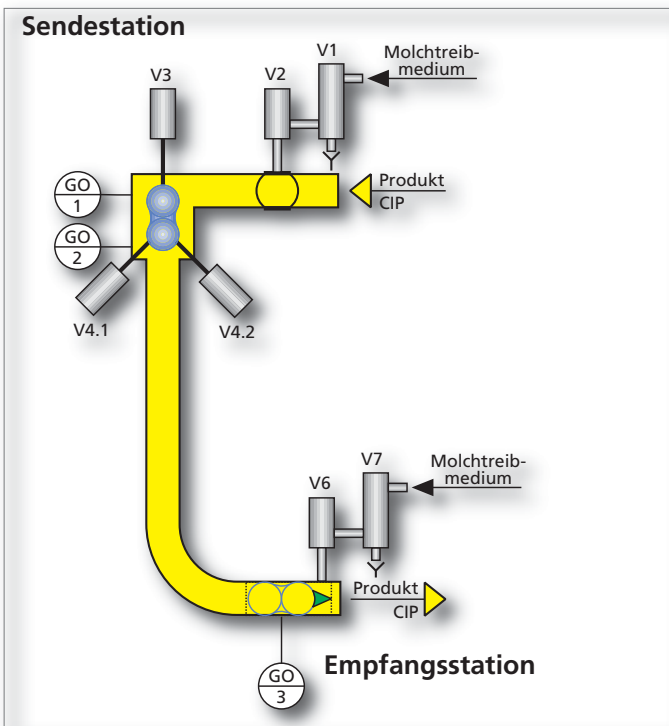 Sendestation
V1
Molchtreib-
medium
V3
V2
GO
1
Produkt
CIP
GO
2
V4.1
V4.2
V7
Molchtreib-
medium
V6
Produkt
CIP
Empfangsstation
GO
3